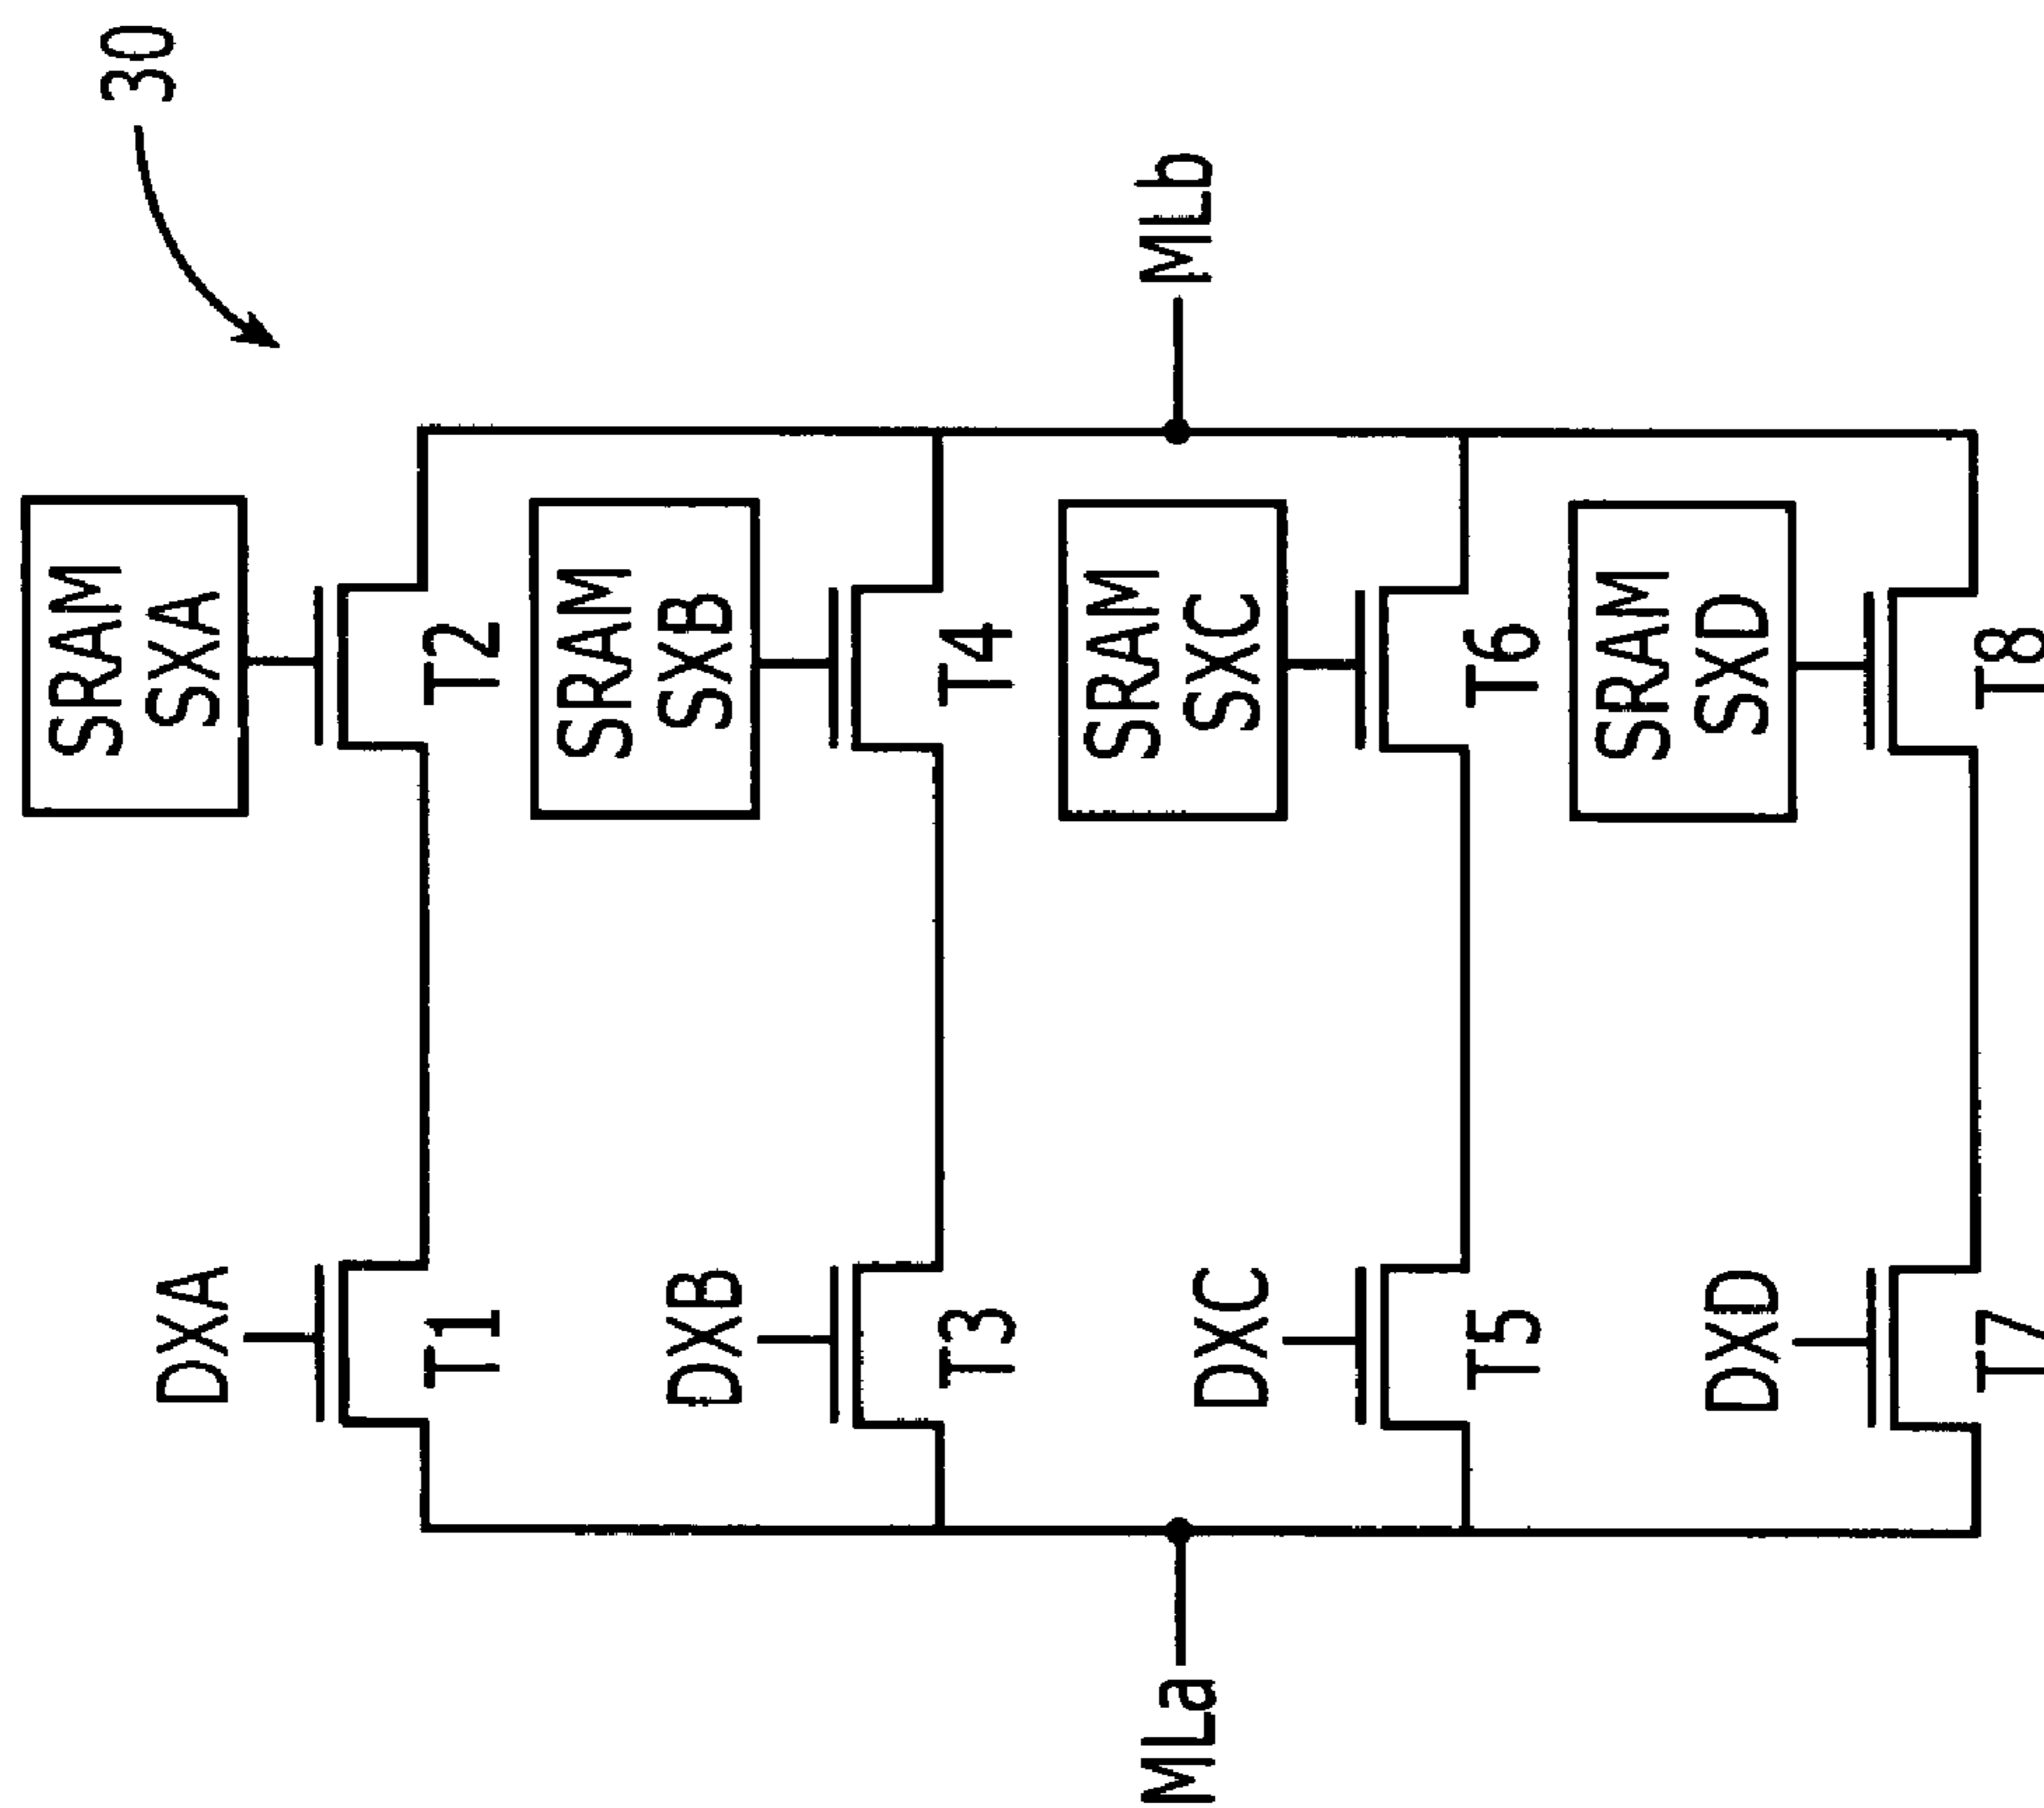 30
SRAM
SXA
DXA
T1
T2
SRAM
SXB
DXB
T3
T4
MLa
MLb
SRAM
SXC
DXC
T5
T6
SRAM
SXD
DXD
T7
T8